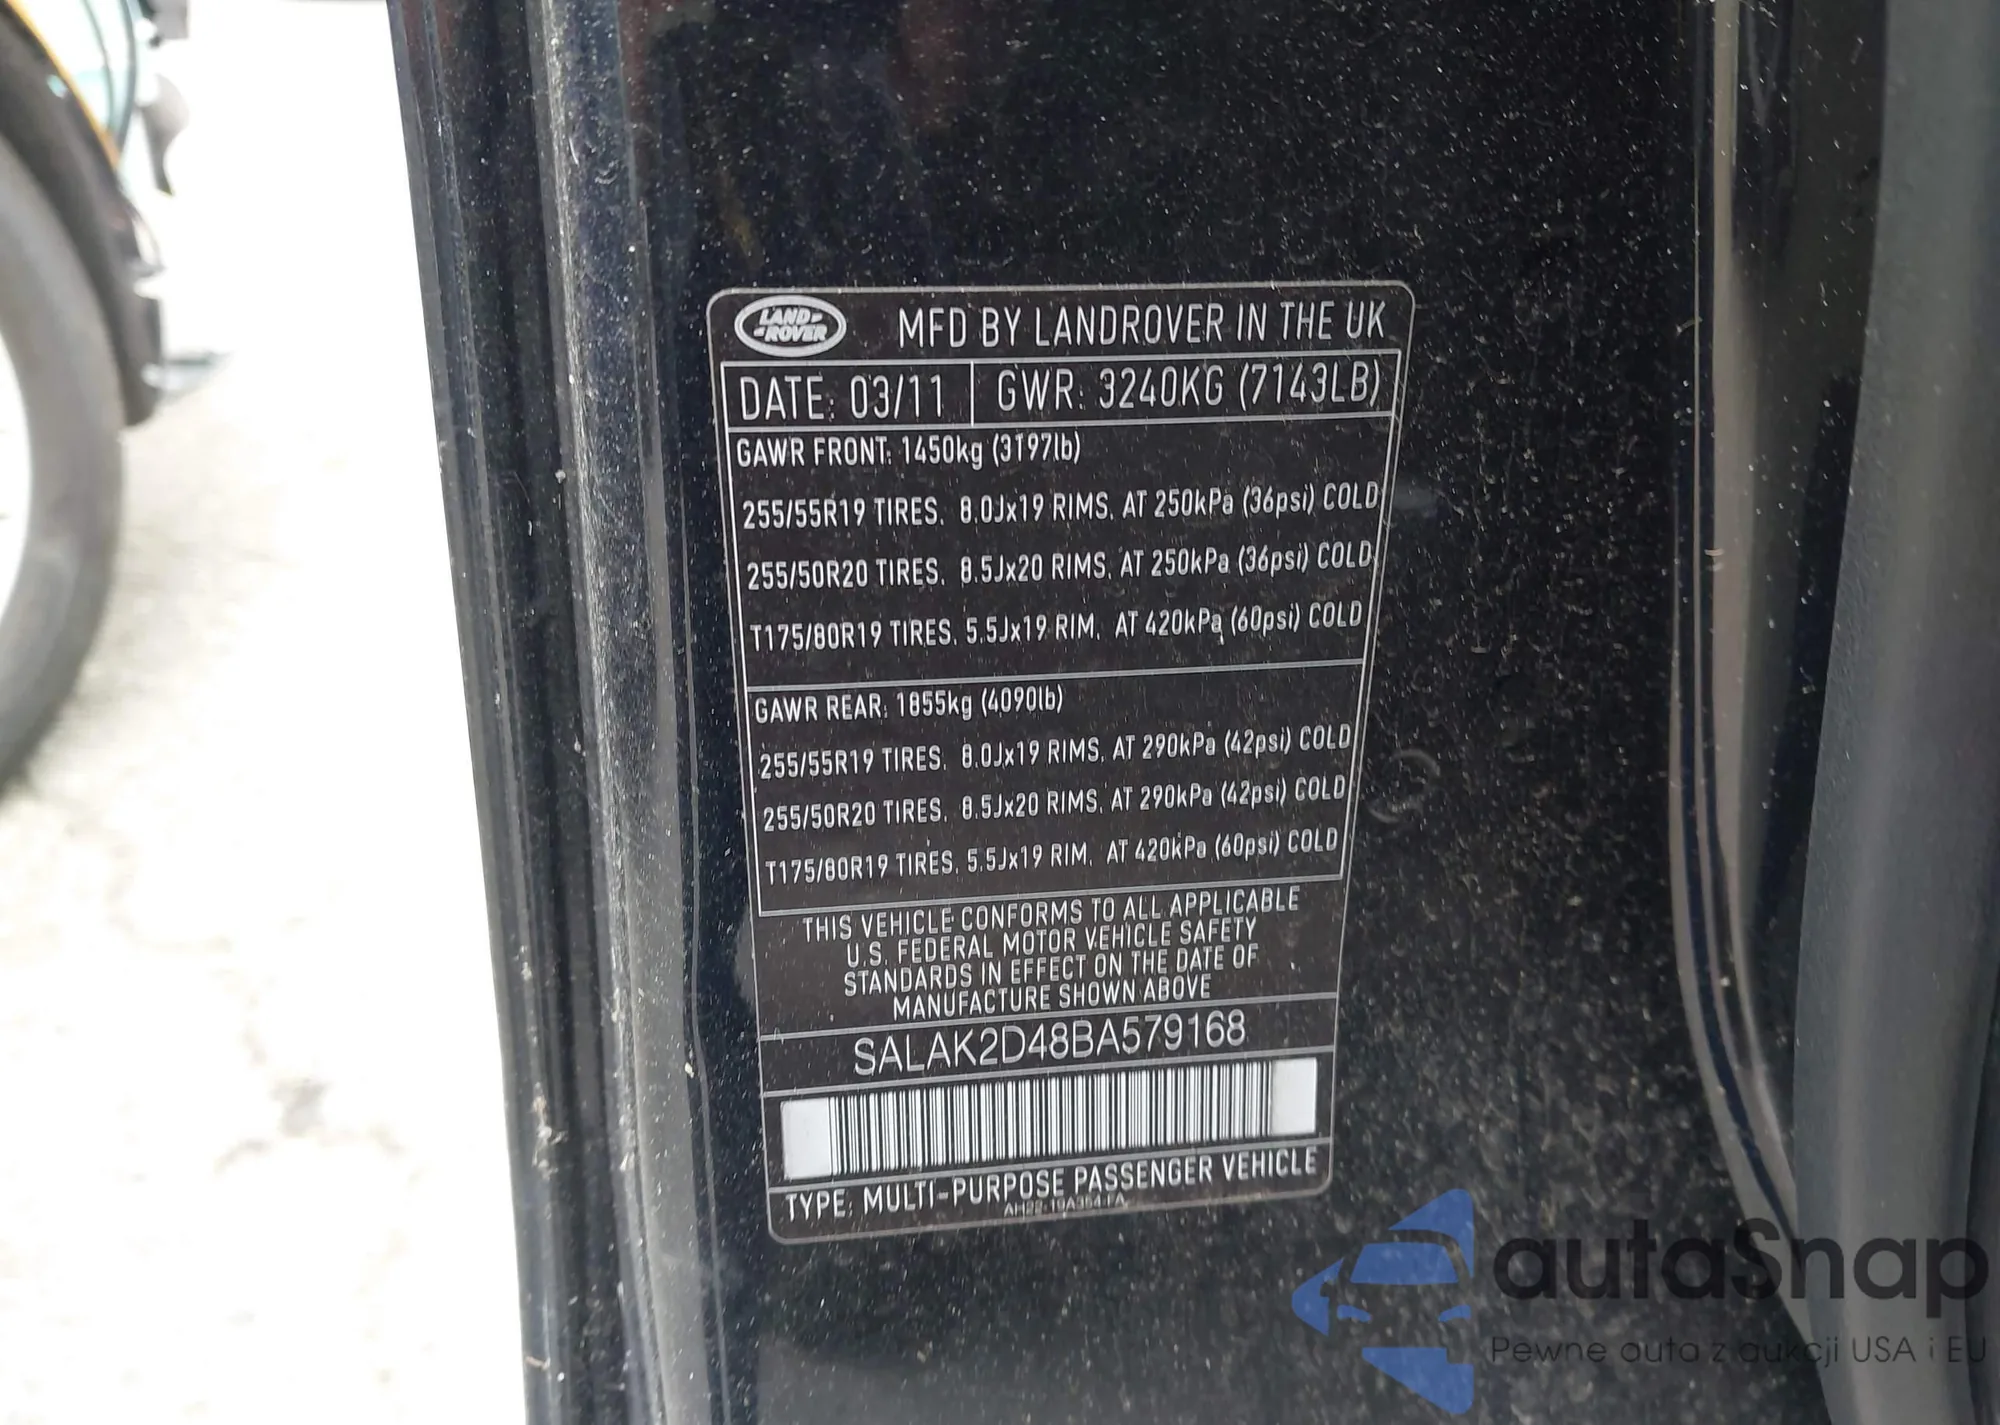 LAND-
-ROVER
MFD BY LANDROVER IN THE UK
DATE: 03/11 GWR: 3240KG (7143LB)
GAWR FRONT: 1450kg (3197lb)
255/55R19 TIRES, 8.0Jx19 RIMS, AT 250kPa (36psi) COLD
255/50R20 TIRES, 8.5Jx20 RIMS, AT 250kPa (36psi) COLD
T175/80R19 TIRES, 5.5Jx19 RIM, AT 420kPa (60psi) COLD
GAWR REAR: 1855kg (4090lb)
255/55R19 TIRES, 8.0Jx19 RIMS, AT 290kPa (42psi) COLD
255/50R20 TIRES, 8.5Jx20 RIMS, AT 290kPa (42psi) COLD
T175/80R19 TIRES, 5.5Jx19 RIM, AT 420kPa (60psi) COLD
THIS VEHICLE CONFORMS TO ALL APPLICABLE
U.S. FEDERAL MOTOR VEHICLE SAFETY
STANDARDS IN EFFECT ON THE DATE OF
MANUFACTURE SHOWN ABOVE
SALAK2D48BA579168
TYPE: MULTI-PURPOSE PASSENGER VEHICLE
autaSnap
Pewne auta z aukcji USA i EU